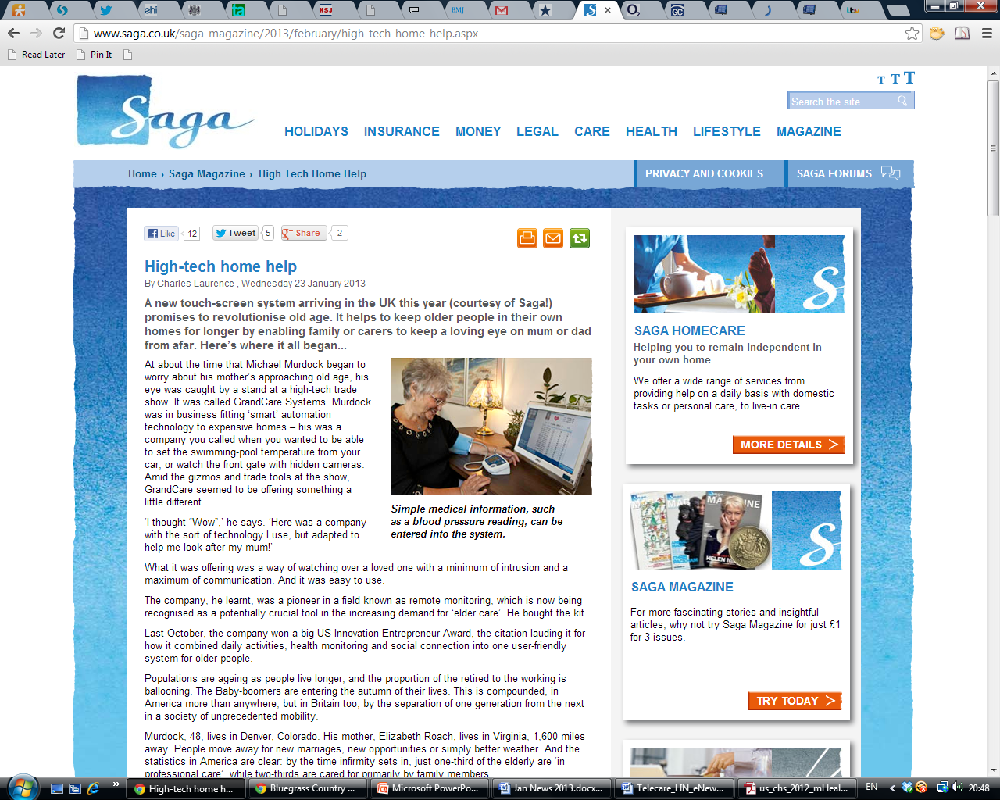 ehi
HSJ
BMJ
O2
GC
itv
www.saga.co.uk/saga-magazine/2013/february/high-tech-home-help.aspx
Read Later
Pin It
T T T
Search the site
Saga
HOLIDAYS INSURANCE MONEY LEGAL CARE HEALTH LIFESTYLE MAGAZINE
Home › Saga Magazine › High Tech Home Help
PRIVACY AND COOKIES
SAGA FORUMS
Like 12
Tweet 5
Share 2
High-tech home help
By Charles Laurence , Wednesday 23 January 2013
A new touch-screen system arriving in the UK this year (courtesy of Saga!)
promises to revolutionise old age. It helps to keep older people in their own
homes for longer by enabling family or carers to keep a loving eye on mum or dad
from afar. Here's where it all began...
At about the time that Michael Murdock began to
worry about his mother's approaching old age, his
eye was caught by a stand at a high-tech trade
show. It was called GrandCare Systems. Murdock
was in business fitting 'smart' automation
technology to expensive homes – his was a
company you called when you wanted to be able
to set the swimming-pool temperature from your
car, or watch the front gate with hidden cameras.
Amid the gizmos and trade tools at the show,
GrandCare seemed to be offering something a
little different.
Simple medical information, such
as a blood pressure reading, can be
entered into the system.
'I thought "Wow",' he says. 'Here was a company
with the sort of technology I use, but adapted to
help me look after my mum!'
What it was offering was a way of watching over a loved one with a minimum of intrusion and a
maximum of communication. And it was easy to use.
The company, he learnt, was a pioneer in a field known as remote monitoring, which is now being
recognised as a potentially crucial tool in the increasing demand for 'elder care'. He bought the kit.
Last October, the company won a big US Innovation Entrepreneur Award, the citation lauding it for
how it combined daily activities, health monitoring and social connection into one user-friendly
system for older people.
Populations are ageing as people live longer, and the proportion of the retired to the working is
ballooning. The Baby-boomers are entering the autumn of their lives. This is compounded, in
America more than anywhere, but in Britain too, by the separation of one generation from the next
in a society of unprecedented mobility.
Murdock, 48, lives in Denver, Colorado. His mother, Elizabeth Roach, lives in Virginia, 1,600 miles
away. People move away for new marriages, new opportunities or simply better weather. And the
statistics in America are clear: by the time infirmity sets in, just one-third of the elderly are 'in
professional care', while two-thirds are cared for primarily by family members
SAGA HOMECARE
Helping you to remain independent in
your own home
We offer a wide range of services from
providing help on a daily basis with domestic
tasks or personal care, to live-in care.
MORE DETAILS
SAGA MAGAZINE
For more fascinating stories and insightful
articles, why not try Saga Magazine for just £1
for 3 issues.
TRY TODAY
High-tech home h...
Bluegrass Country ...
Microsoft PowerPo...
Jan News 2013.docx...
Telecare_LIN_eNew...
us_chs_2012_mHeal...
EN
20:48